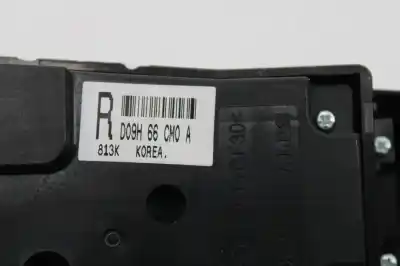 R
D09H 66 CM0 A
813K KOREA.